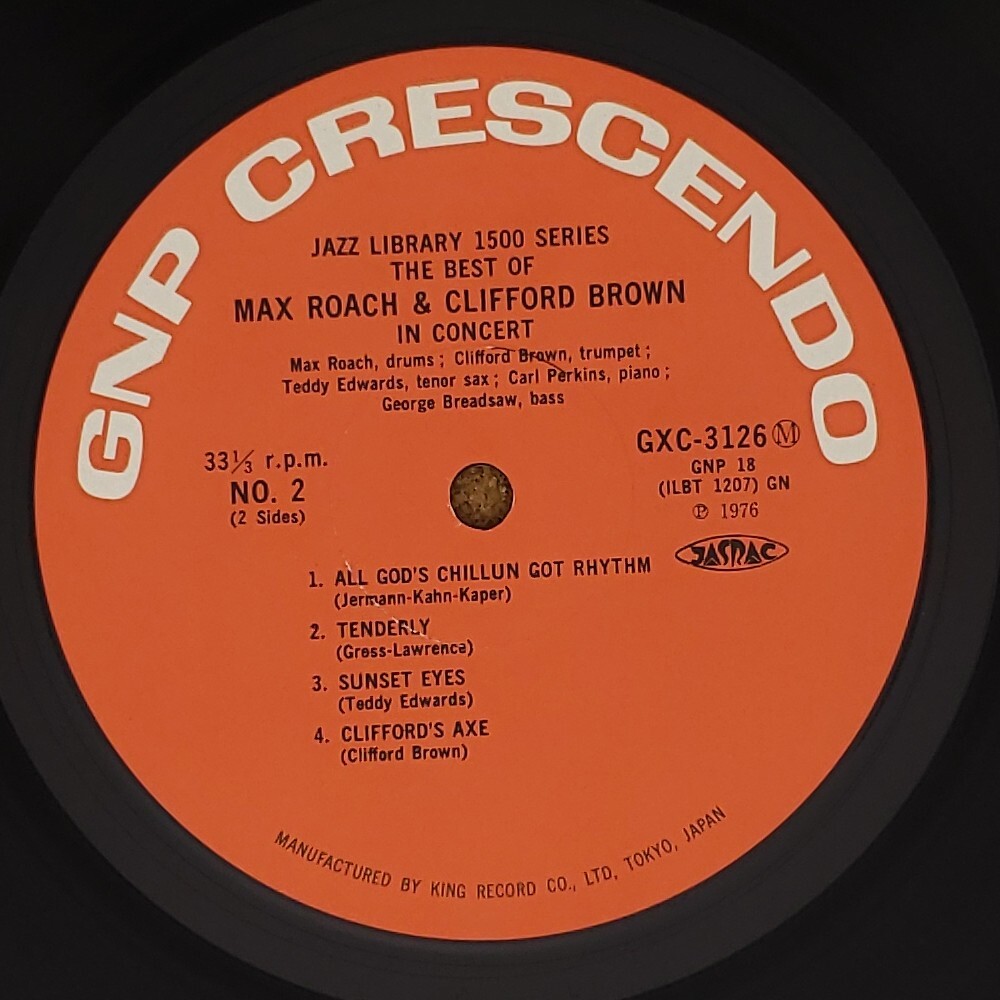 GNP CRESCENDO
JAZZ LIBRARY 1500 SERIES
THE BEST OF
MAX ROACH & CLIFFORD BROWN
IN CONCERT
Max Roach, drums ; Clifford Brown, trumpet ;
Teddy Edwards, tenor sax ; Carl Perkins, piano ;
George Breadsaw, bass
33⅓ r.p.m.
NO. 2
(2 Sides)
GXC-3126 Ⓜ
GNP 18
(ILBT 1207) GN
℗ 1976
JASRAC
1. ALL GOD'S CHILLUN GOT RHYTHM
(Jermann-Kahn-Kaper)
2. TENDERLY
(Gross-Lawrence)
3. SUNSET EYES
(Teddy Edwards)
4. CLIFFORD'S AXE
(Clifford Brown)
MANUFACTURED BY KING RECORD CO., LTD, TOKYO, JAPAN